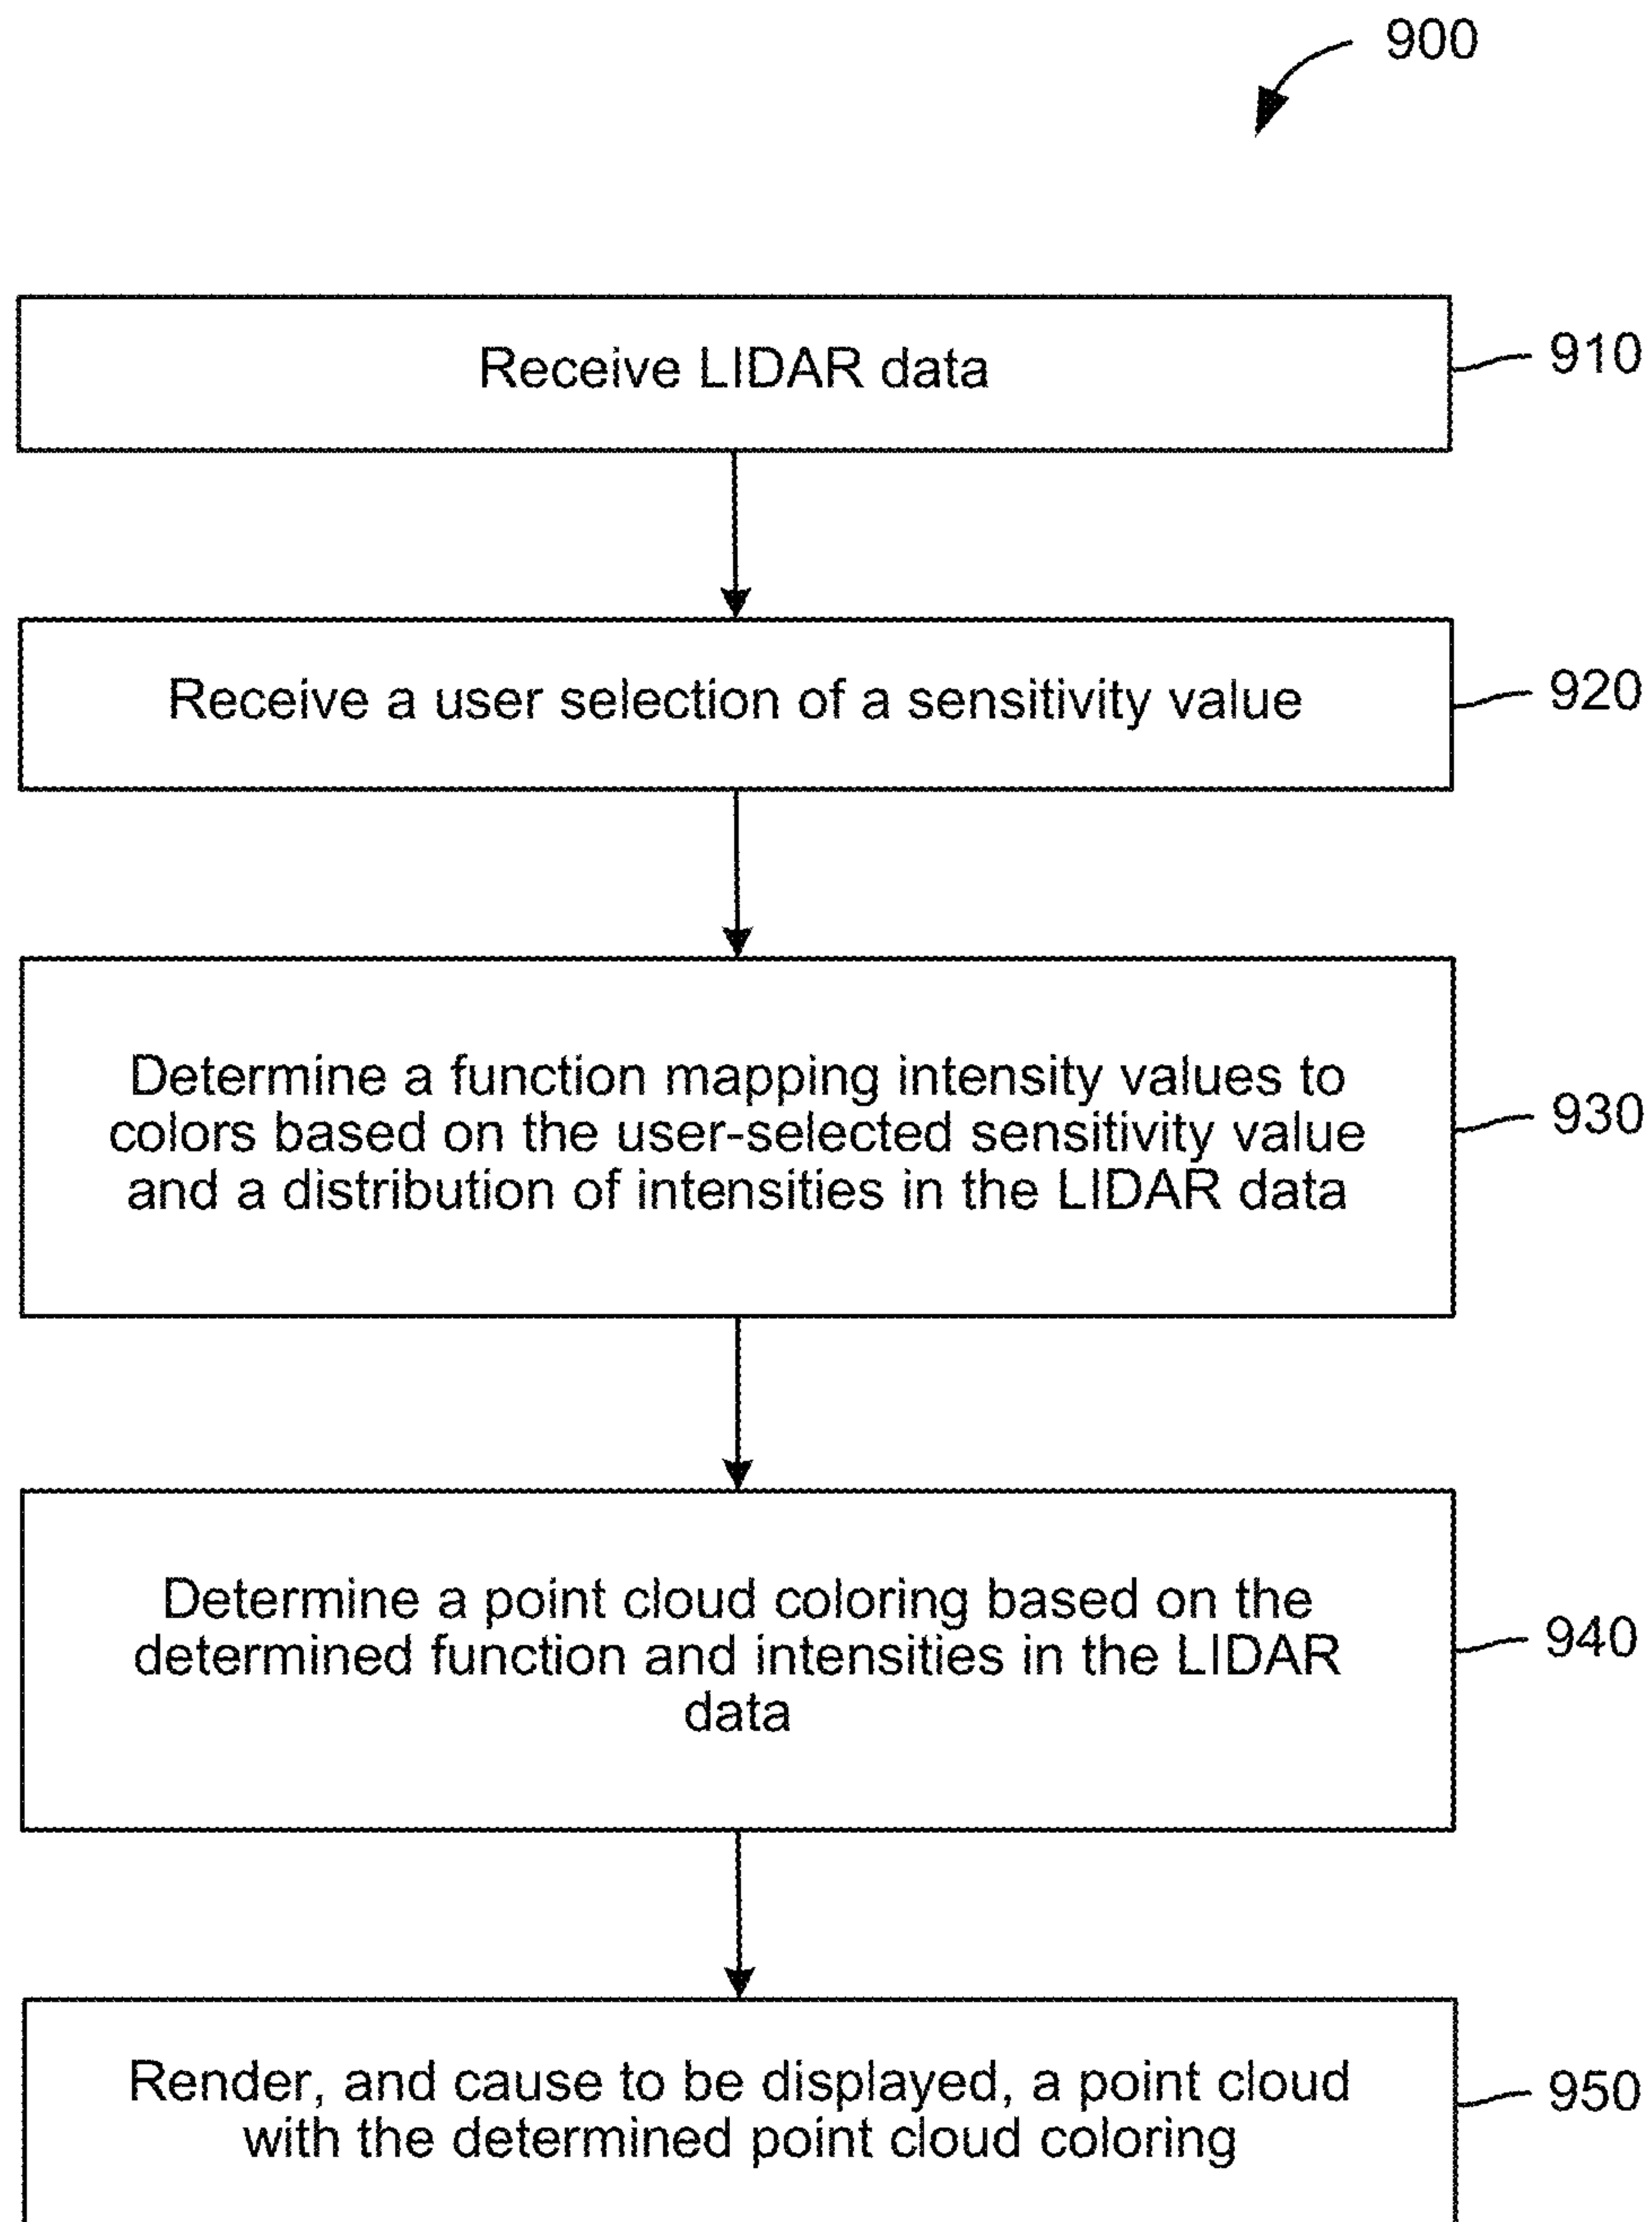 900
Receive LIDAR data
910
Receive a user selection of a sensitivity value
920
Determine a function mapping intensity values to
colors based on the user-selected sensitivity value
and a distribution of intensities in the LIDAR data
930
Determine a point cloud coloring based on the
determined function and intensities in the LIDAR
data
940
Render, and cause to be displayed, a point cloud
with the determined point cloud coloring
950